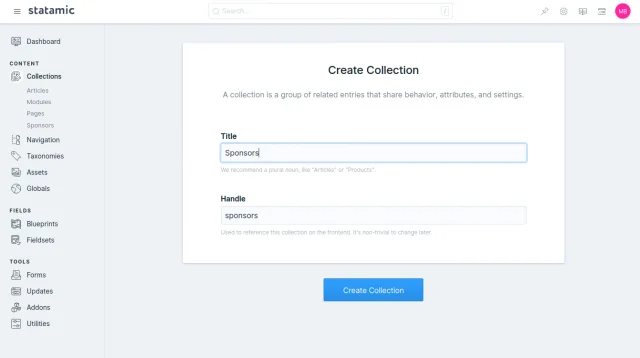 statamic
Search...
/
MB
Dashboard
CONTENT
Collections
Articles
Modules
Pages
Sponsors
Navigation
Taxonomies
Assets
Globals
FIELDS
Blueprints
Fieldsets
TOOLS
Forms
Updates
Addons
Utilities
Create Collection
A collection is a group of related entries that share behavior, attributes, and settings.
Title
Sponsors
We recommend a plural noun, like "Articles" or "Products".
Handle
sponsors
Used to reference this collection on the frontend. It's non-trivial to change later.
Create Collection